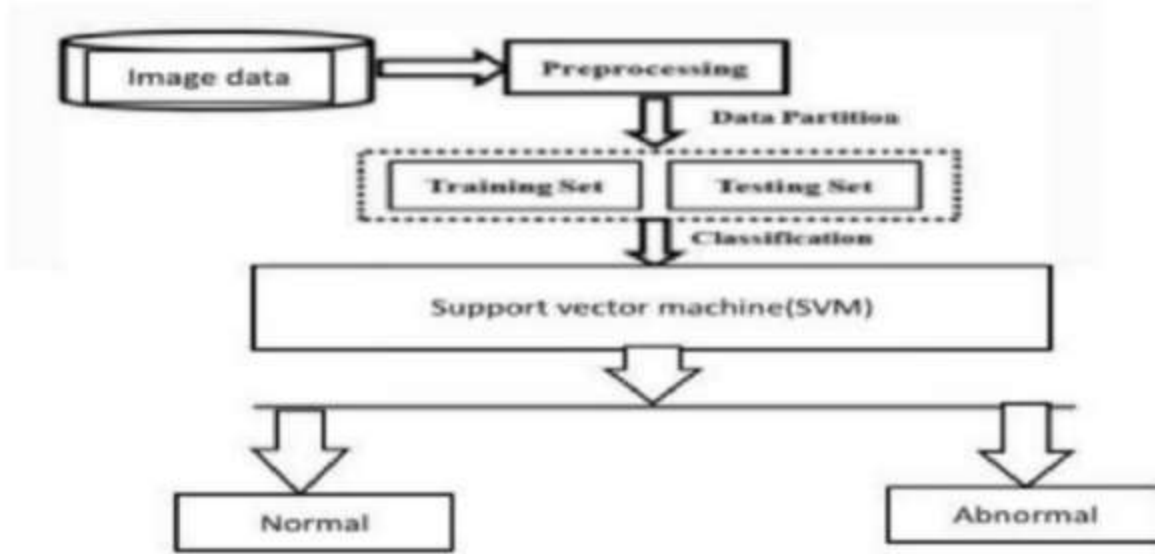 Image data
Preprocessing
Data Partition
Training Set
Testing Set
Classification
Support vector machine(SVM)
Normal
Abnormal